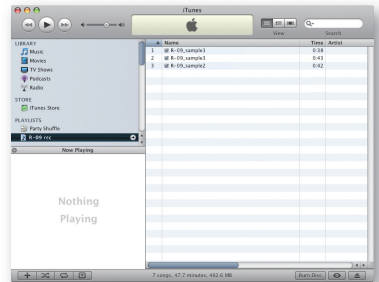 iTunes
View
Search
LIBRARY
Music
Movies
TV Shows
Podcasts
Radio
STORE
iTunes Store
PLAYLISTS
Party Shuffle
R-09 rec
Now Playing
Nothing
Playing
Name Time Artist
1 R-09_sample1 0:38
2 R-09_sample3 0:43
3 R-09_sample2 0:42
7 songs, 47.7 minutes, 482.6 MB
Burn Disc